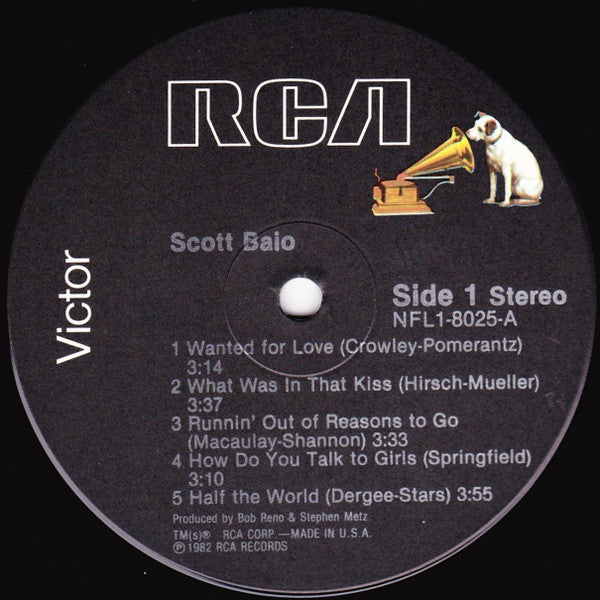 RCA
Victor
Scott Baio
Side 1 Stereo
NFL1-8025-A
1 Wanted for Love (Crowley-Pomerantz)
3:14
2 What Was In That Kiss (Hirsch-Mueller)
3:37
3 Runnin' Out of Reasons to Go
(Macaulay-Shannon) 3:33
4 How Do You Talk to Girls (Springfield)
3:10
5 Half the World (Dergee-Stars) 3:55
Produced by Bob Reno & Stephen Metz
TM(s)® RCA CORP.—MADE IN U.S.A.
℗ 1982 RCA RECORDS